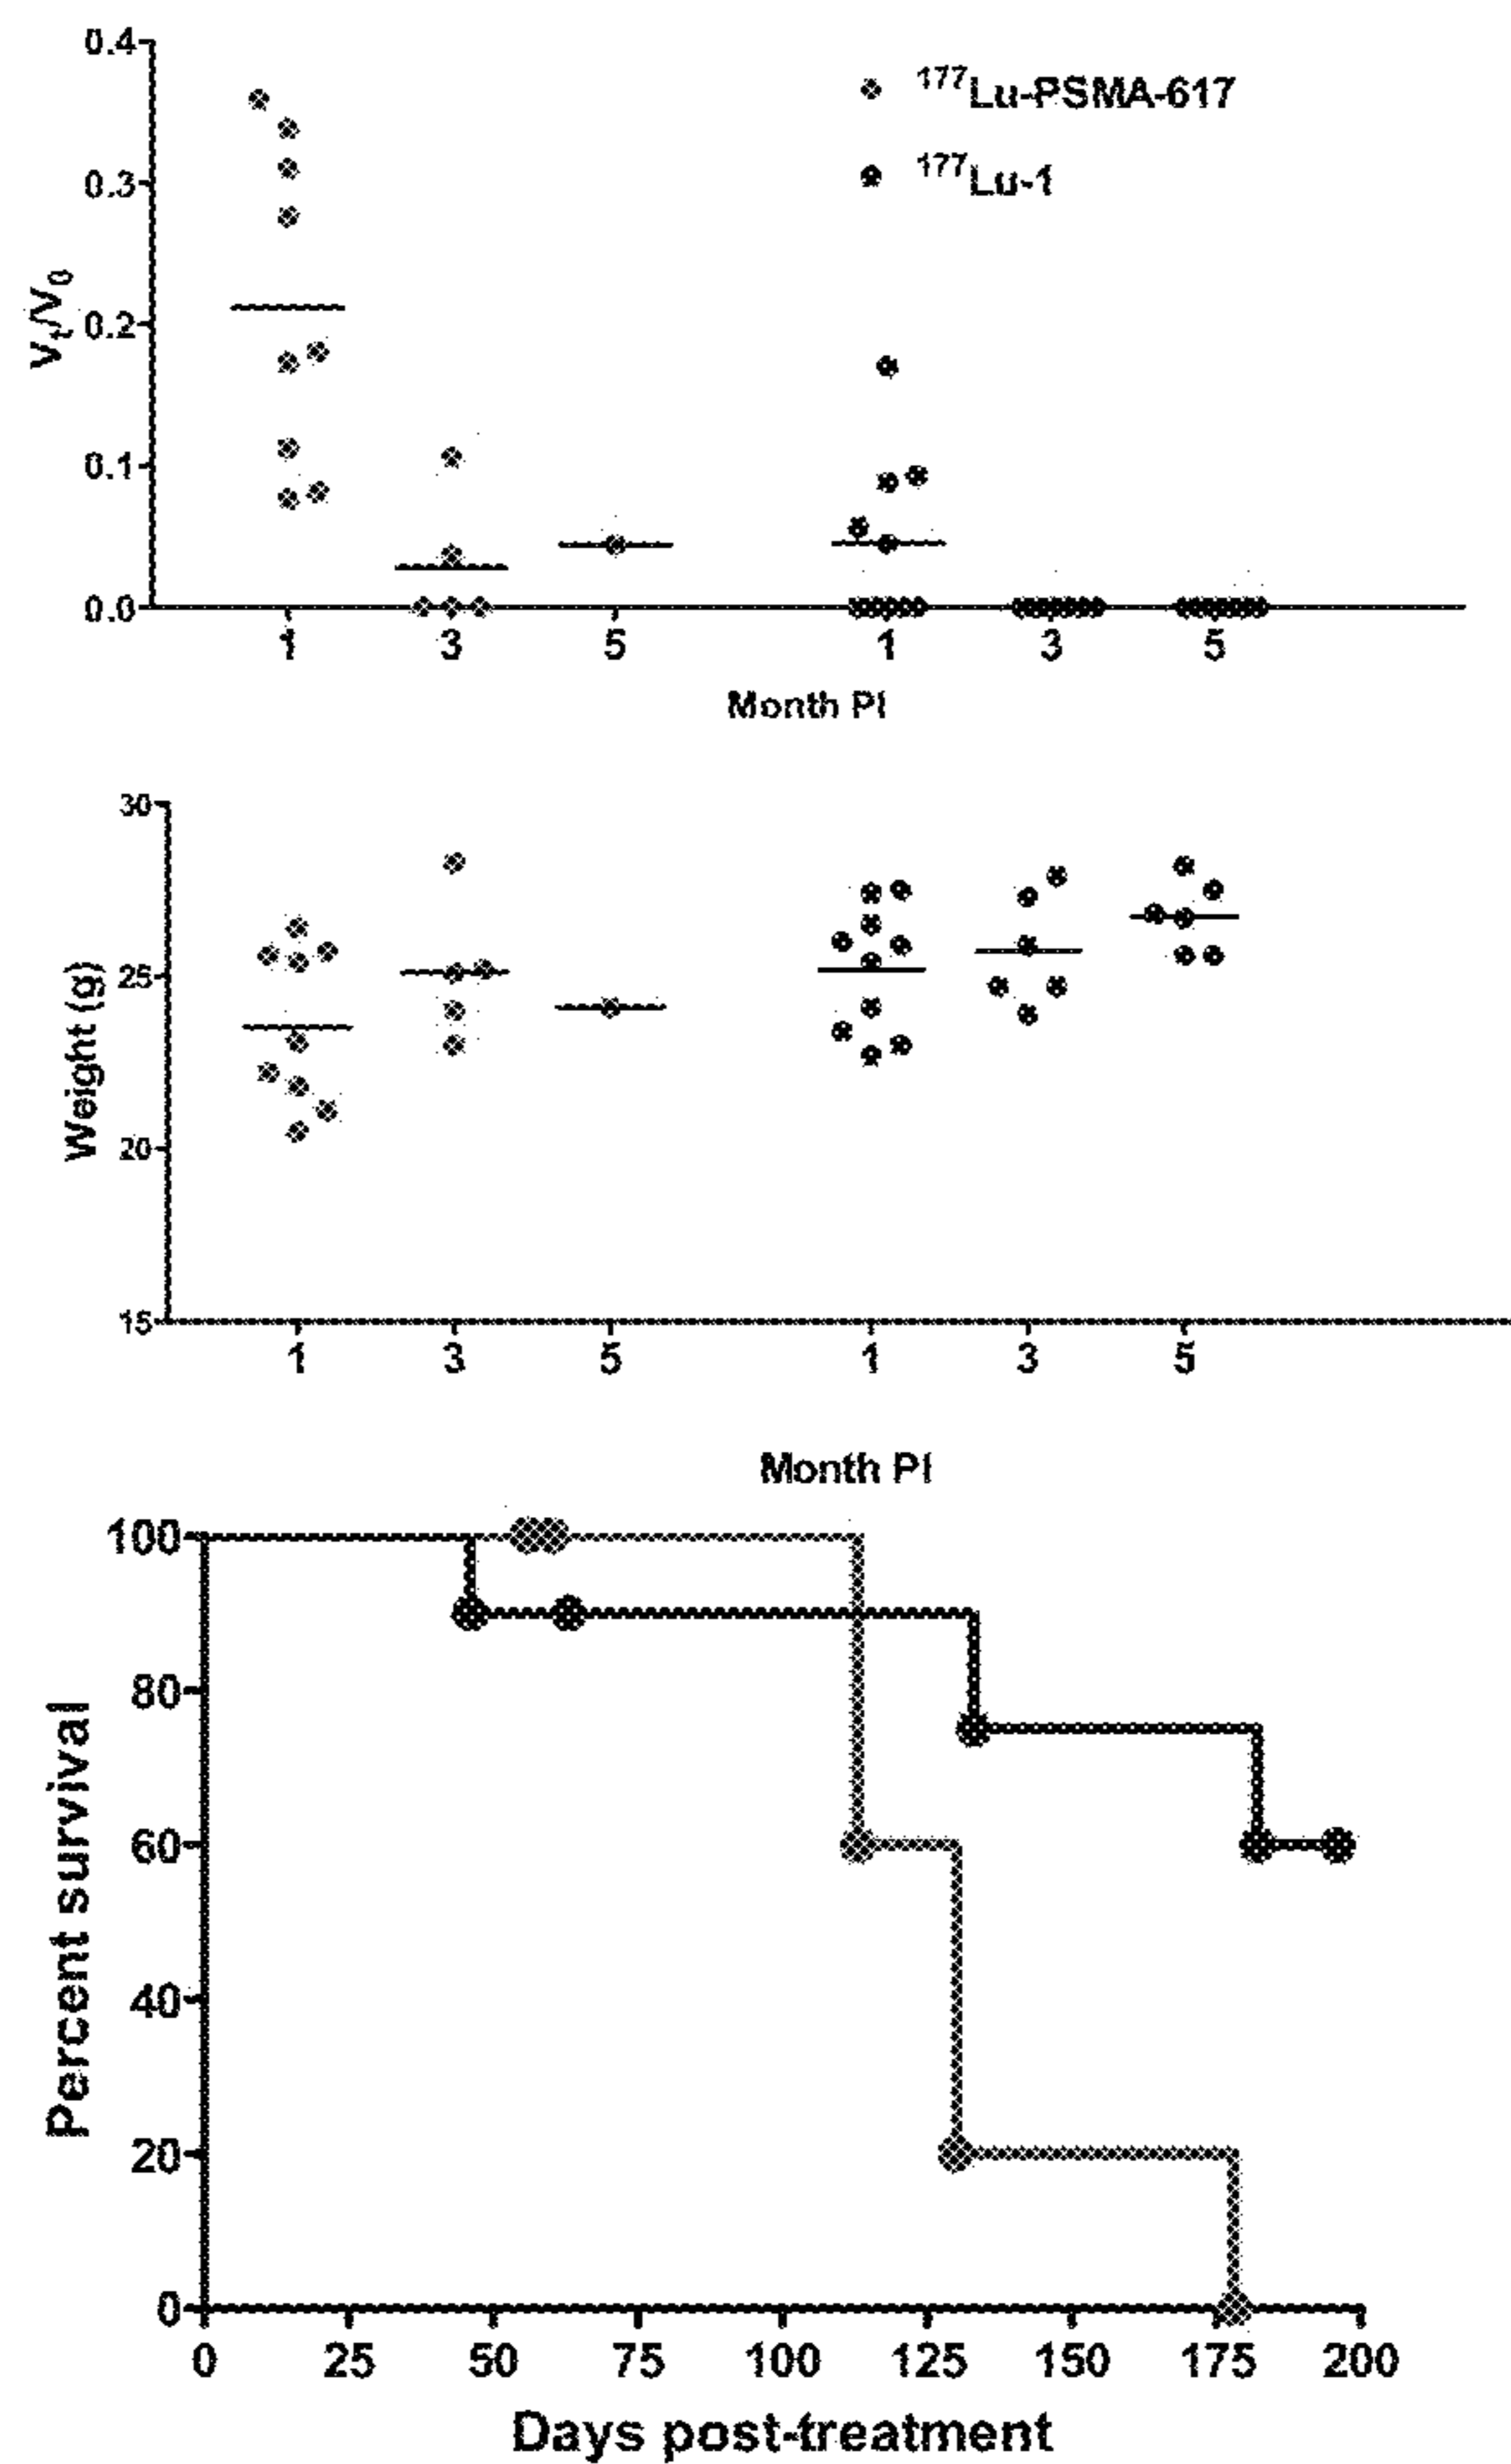 0.4
¹⁷⁷Lu-PSMA-617
0.3
¹⁷⁷Lu-1
Vₜ/V₀
0.2
0.1
0.0
1 3 5 1 3 5
Month PI
30
25
Weight (g)
20
15
1 3 5 1 3 5
Month PI
100
80
Percent survival
60
40
20
0
0 25 50 75 100 125 150 175 200
Days post-treatment